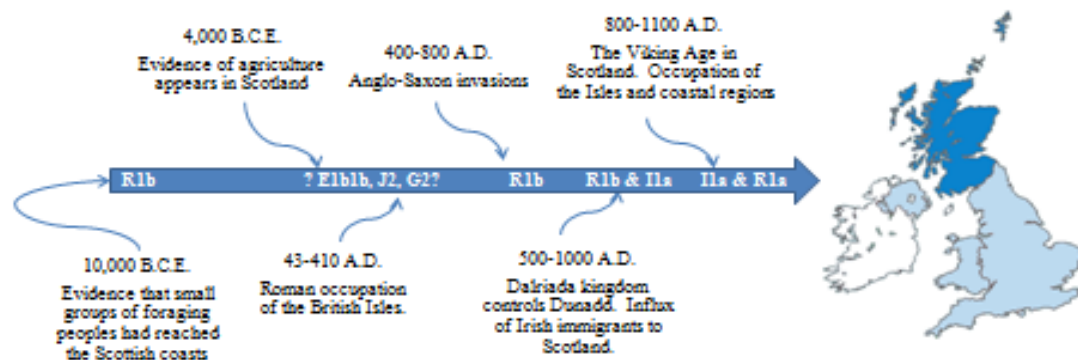 4,000 B.C.E.
Evidence of agriculture
appears in Scotland
400-800 A.D.
Anglo-Saxon invasions
800-1100 A.D.
The Viking Age in
Scotland. Occupation of
the Isles and coastal regions
R1b ? E1b1b, J2, G2? R1b R1b & I1a I1a & R1a
10,000 B.C.E.
Evidence that small
groups of foraging
peoples had reached
the Scottish coasts
43-410 A.D.
Roman occupation
of the British Isles.
500-1000 A.D.
Dalriada kingdom
controls Dunadd. Influx
of Irish immigrants to
Scotland.